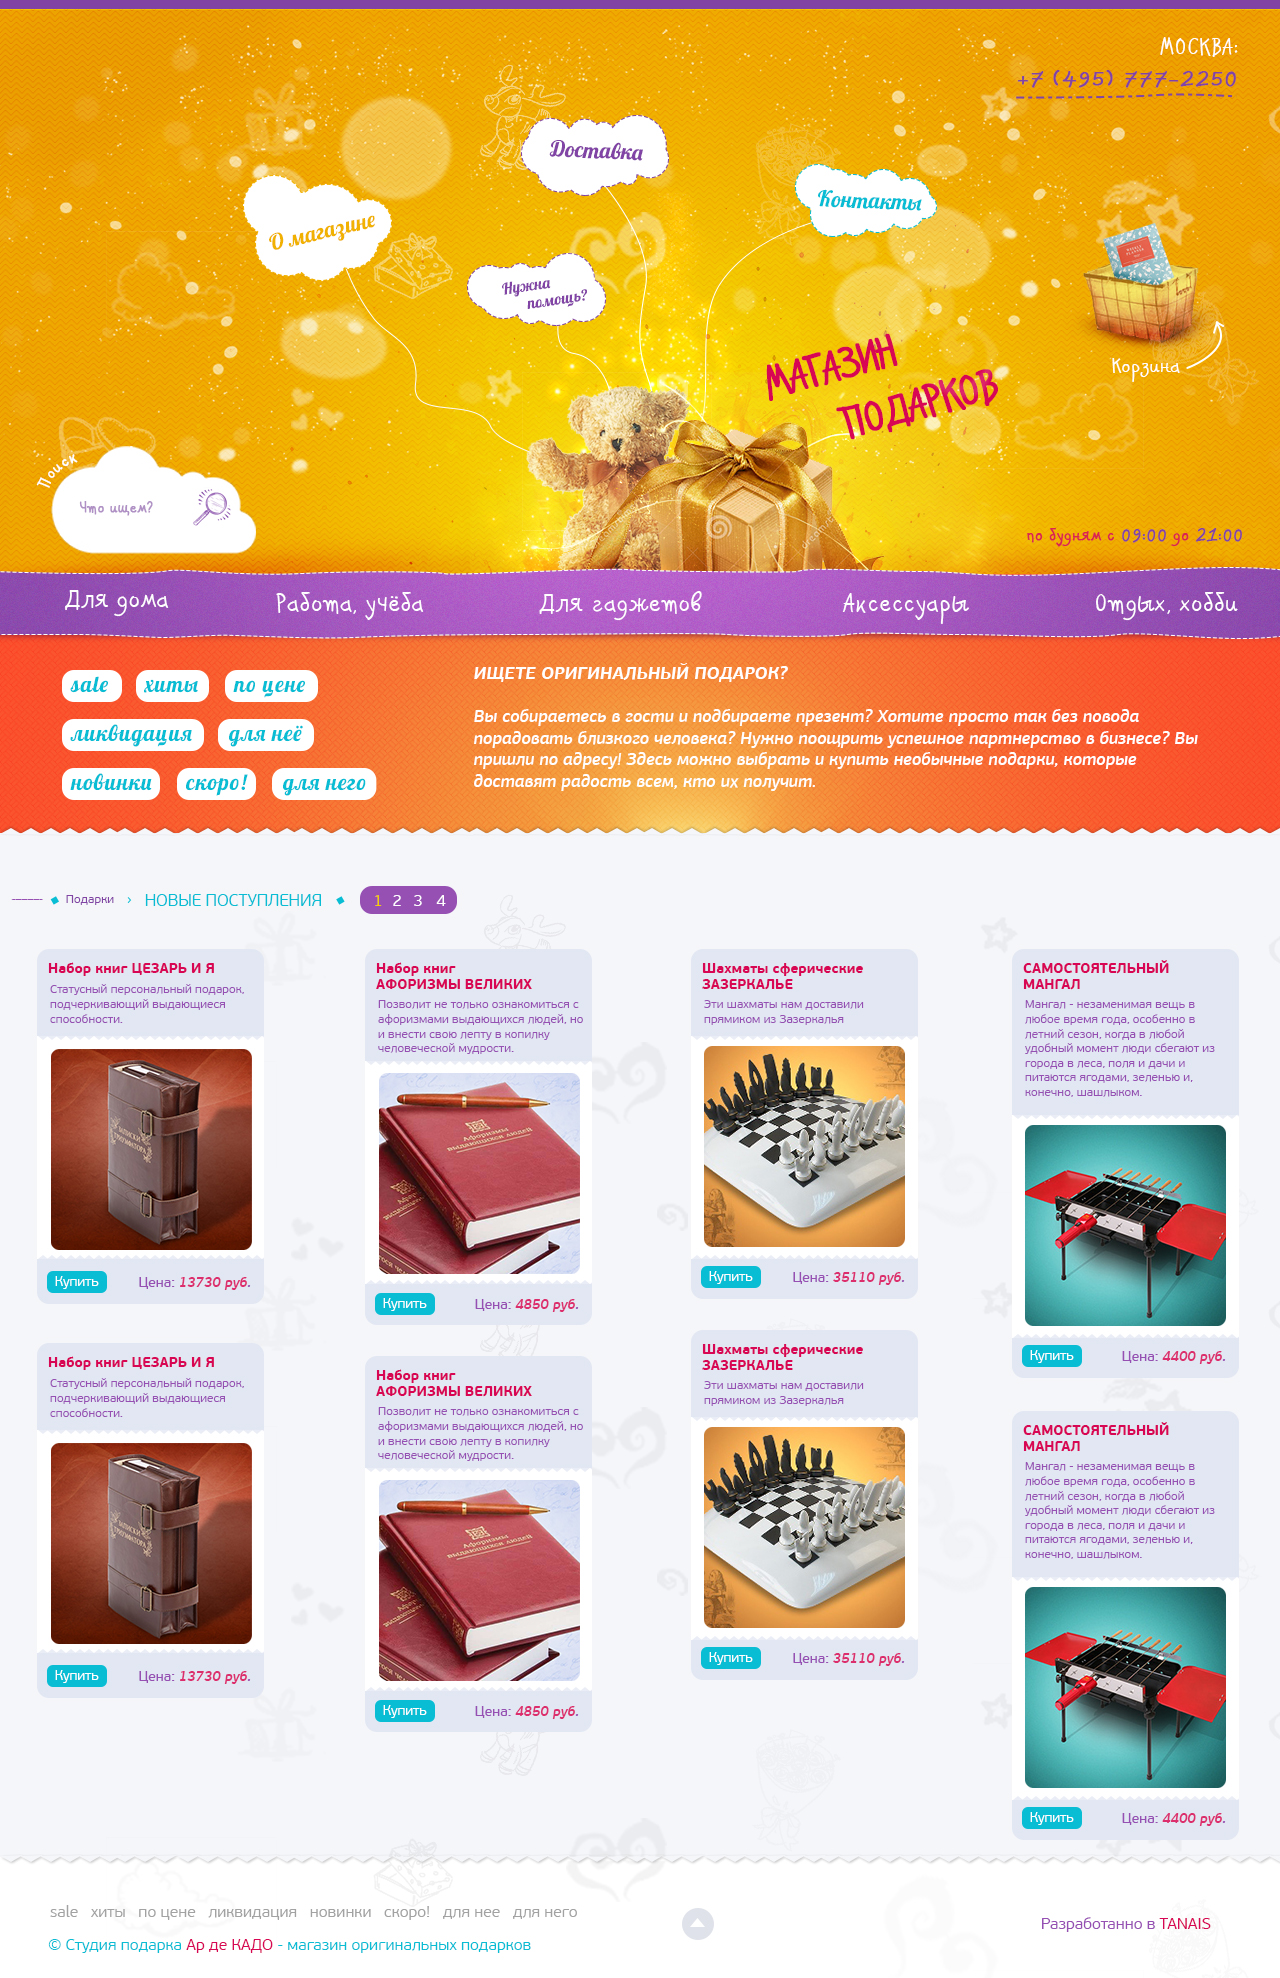 МОСКВА:
+7 (495) 777-2250
Доставка
Контакты
О магазине
Нужна
помощь?
МАГАЗИН
ПОДАРКОВ
Корзина
Поиск
Что ищем?
по будням с 09:00 до 21:00
Для дома Работа, учёба Для гаджетов Аксессуары Отдых, хобби
sale хиты по цене
ликвидация для неё
новинки скоро! для него
ИЩЕТЕ ОРИГИНАЛЬНЫЙ ПОДАРОК?
Вы собираетесь в гости и подбираете презент? Хотите просто так без повода
порадовать близкого человека? Нужно поощрить успешное партнерство в бизнесе? Вы
пришли по адресу! Здесь можно выбрать и купить необычные подарки, которые
доставят радость всем, кто их получит.
Подарки › НОВЫЕ ПОСТУПЛЕНИЯ 1 2 3 4
Набор книг ЦЕЗАРЬ И Я
Статусный персональный подарок,
подчеркивающий выдающиеся
способности.
Купить Цена: 13730 руб.
Набор книг
АФОРИЗМЫ ВЕЛИКИХ
Позволит не только ознакомиться с
афоризмами выдающихся людей, но
и внести свою лепту в копилку
человеческой мудрости.
Афоризмы
выдающихся людей
Купить Цена: 4850 руб.
Шахматы сферические
ЗАЗЕРКАЛЬЕ
Эти шахматы нам доставили
прямиком из Зазеркалья
Купить Цена: 35110 руб.
САМОСТОЯТЕЛЬНЫЙ
МАНГАЛ
Мангал - незаменимая вещь в
любое время года, особенно в
летний сезон, когда в любой
удобный момент люди сбегают из
города в леса, поля и дачи и
питаются ягодами, зеленью и,
конечно, шашлыком.
Купить Цена: 4400 руб.
Набор книг ЦЕЗАРЬ И Я
Статусный персональный подарок,
подчеркивающий выдающиеся
способности.
Купить Цена: 13730 руб.
Набор книг
АФОРИЗМЫ ВЕЛИКИХ
Позволит не только ознакомиться с
афоризмами выдающихся людей, но
и внести свою лепту в копилку
человеческой мудрости.
Афоризмы
выдающихся людей
Купить Цена: 4850 руб.
Шахматы сферические
ЗАЗЕРКАЛЬЕ
Эти шахматы нам доставили
прямиком из Зазеркалья
Купить Цена: 35110 руб.
САМОСТОЯТЕЛЬНЫЙ
МАНГАЛ
Мангал - незаменимая вещь в
любое время года, особенно в
летний сезон, когда в любой
удобный момент люди сбегают из
города в леса, поля и дачи и
питаются ягодами, зеленью и,
конечно, шашлыком.
Купить Цена: 4400 руб.
sale хиты по цене ликвидация новинки скоро! для нее для него
© Студия подарка Ар де КАДО - магазин оригинальных подарков
Разработанно в TANAIS